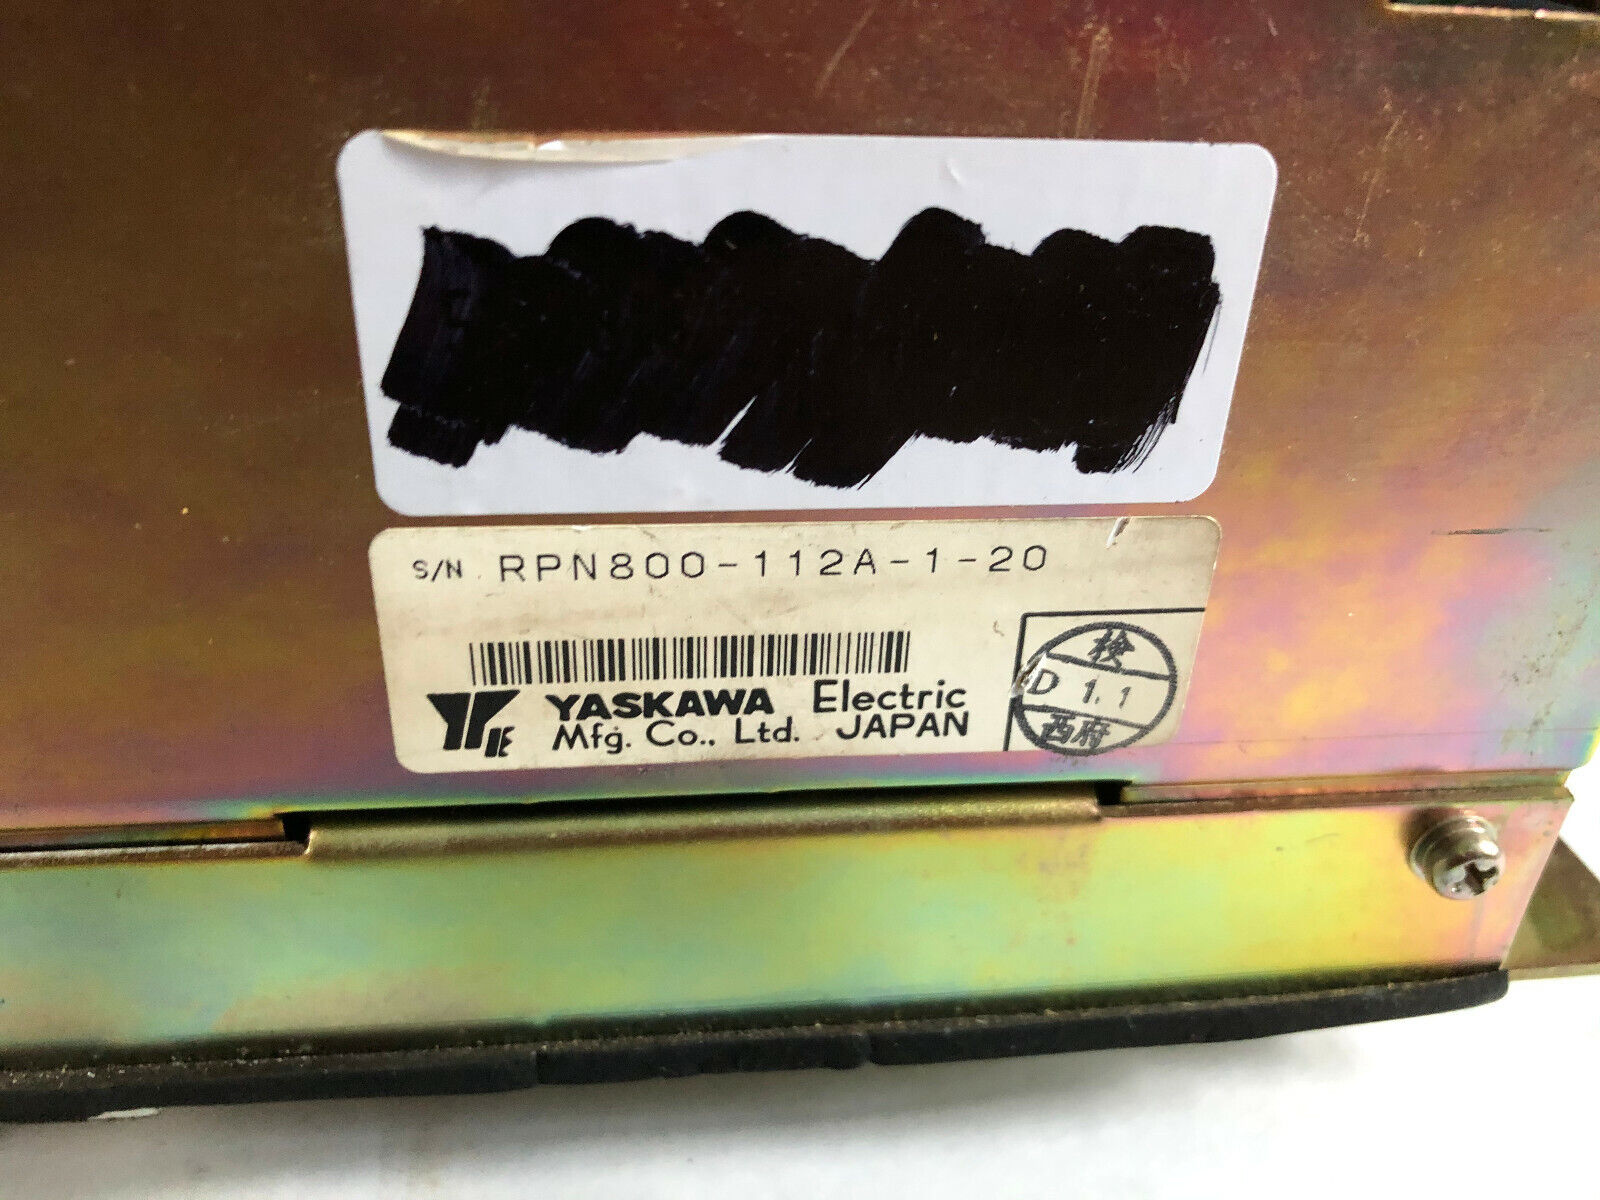 S/N RPN800-112A-1-20
YASKAWA Electric
Mfg. Co., Ltd. JAPAN
検
D 1.1
西府